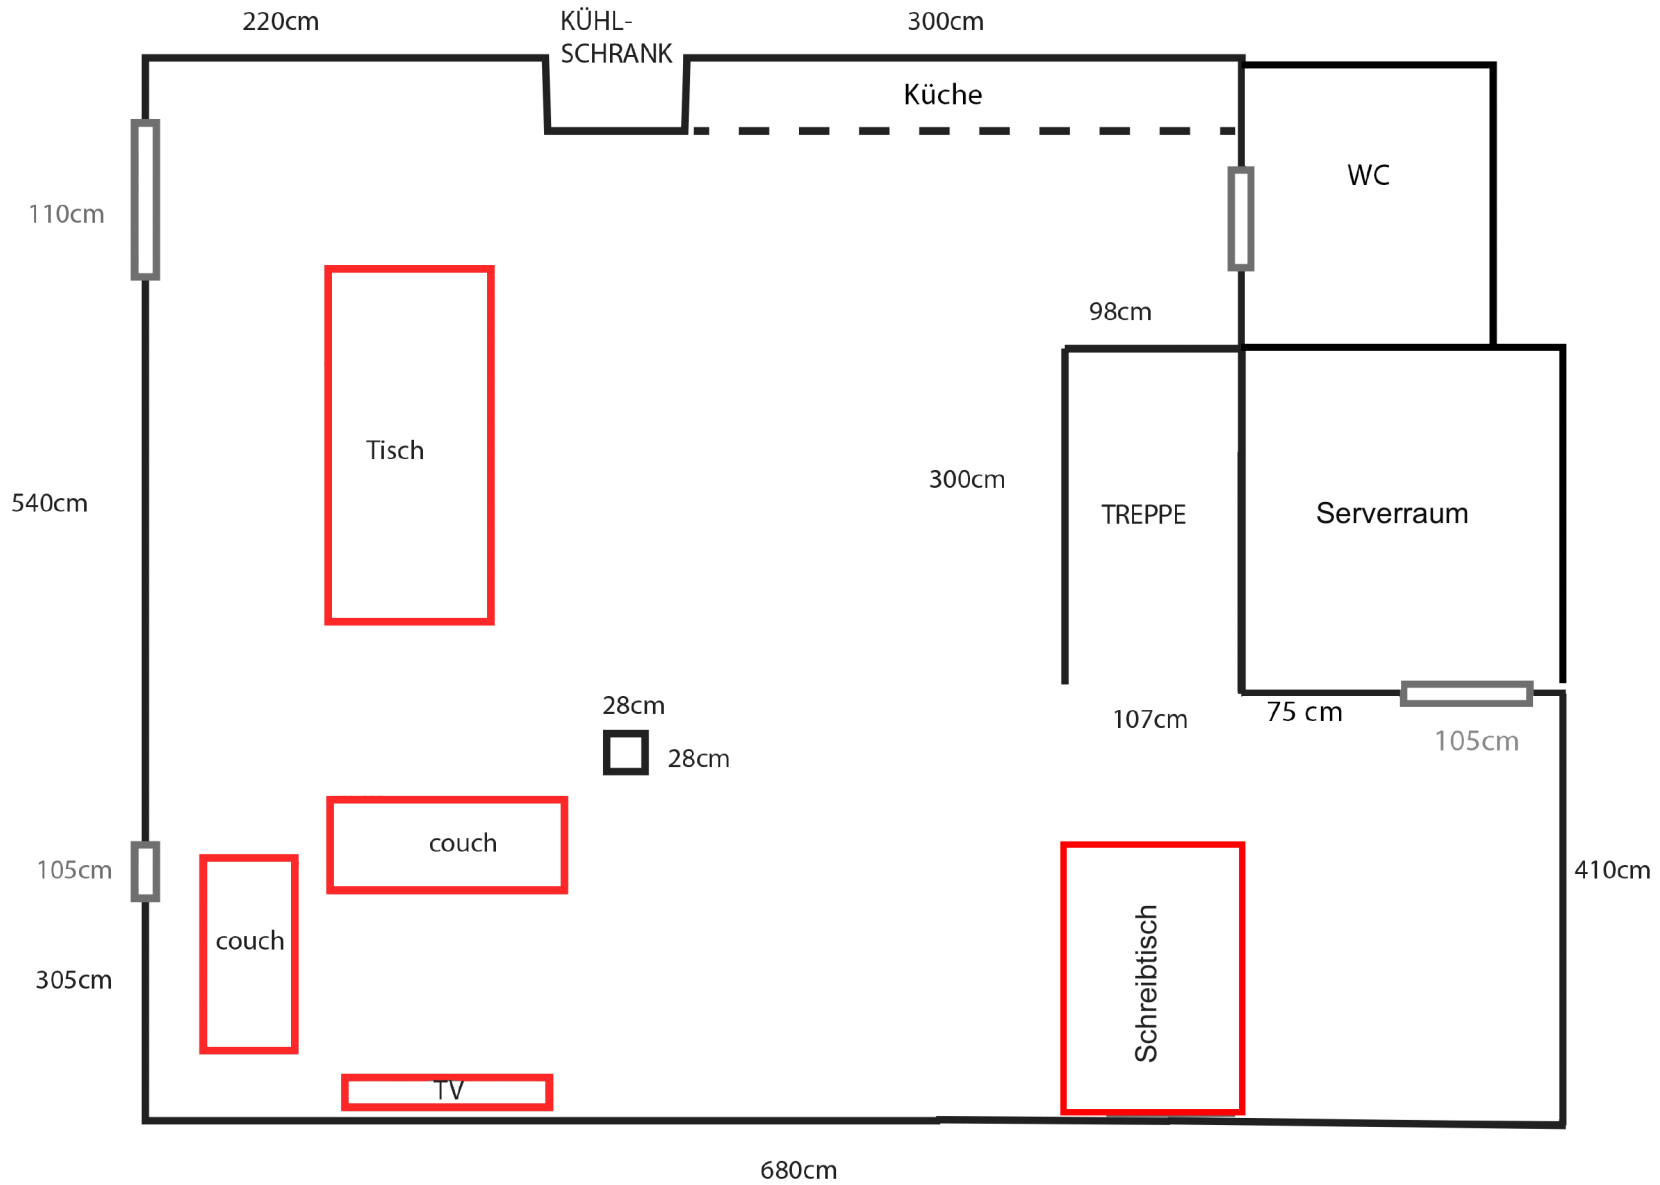 220cm
KÜHL-
SCHRANK
300cm
Küche
WC
110cm
98cm
Tisch
300cm
540cm
TREPPE
Serverraum
28cm
28cm
107cm
75 cm
105cm
couch
105cm
410cm
couch
305cm
Schreibtisch
TV
680cm